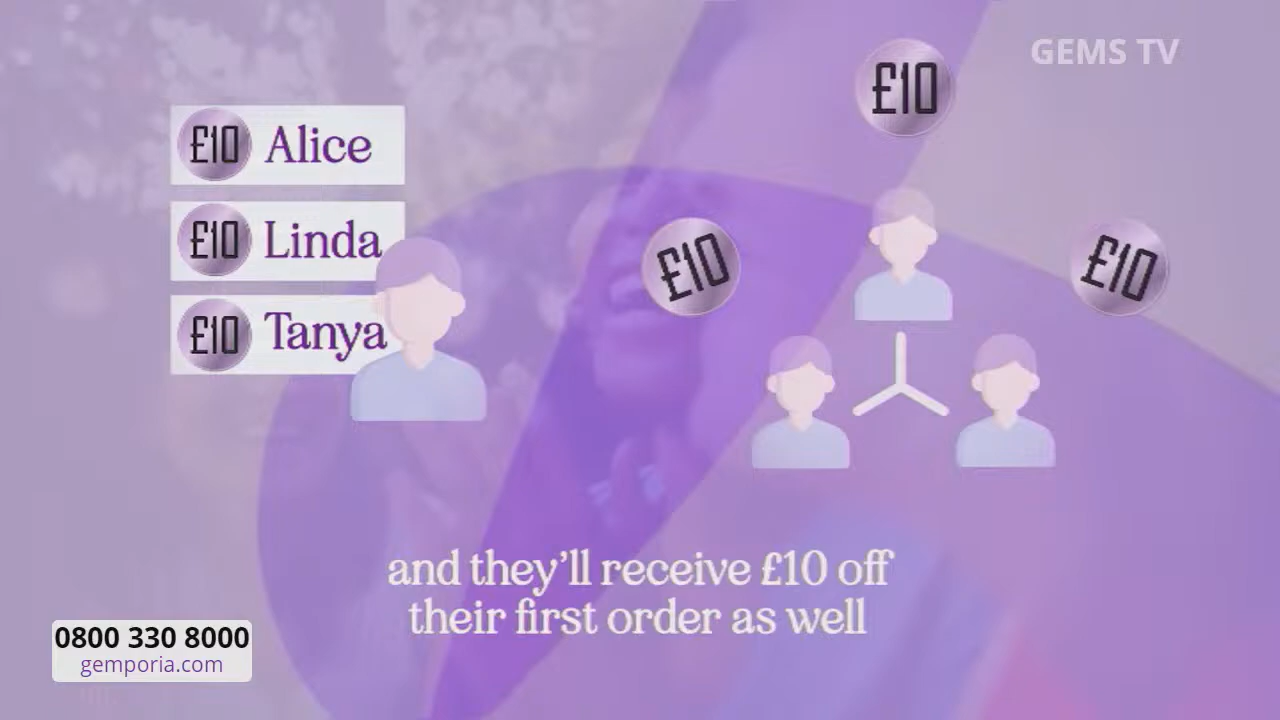 GEMS TV
£10
£10 Alice
£10 Linda
£10 Tanya
£10
£10
and they'll receive £10 off
their first order as well
0800 330 8000
gemporia.com